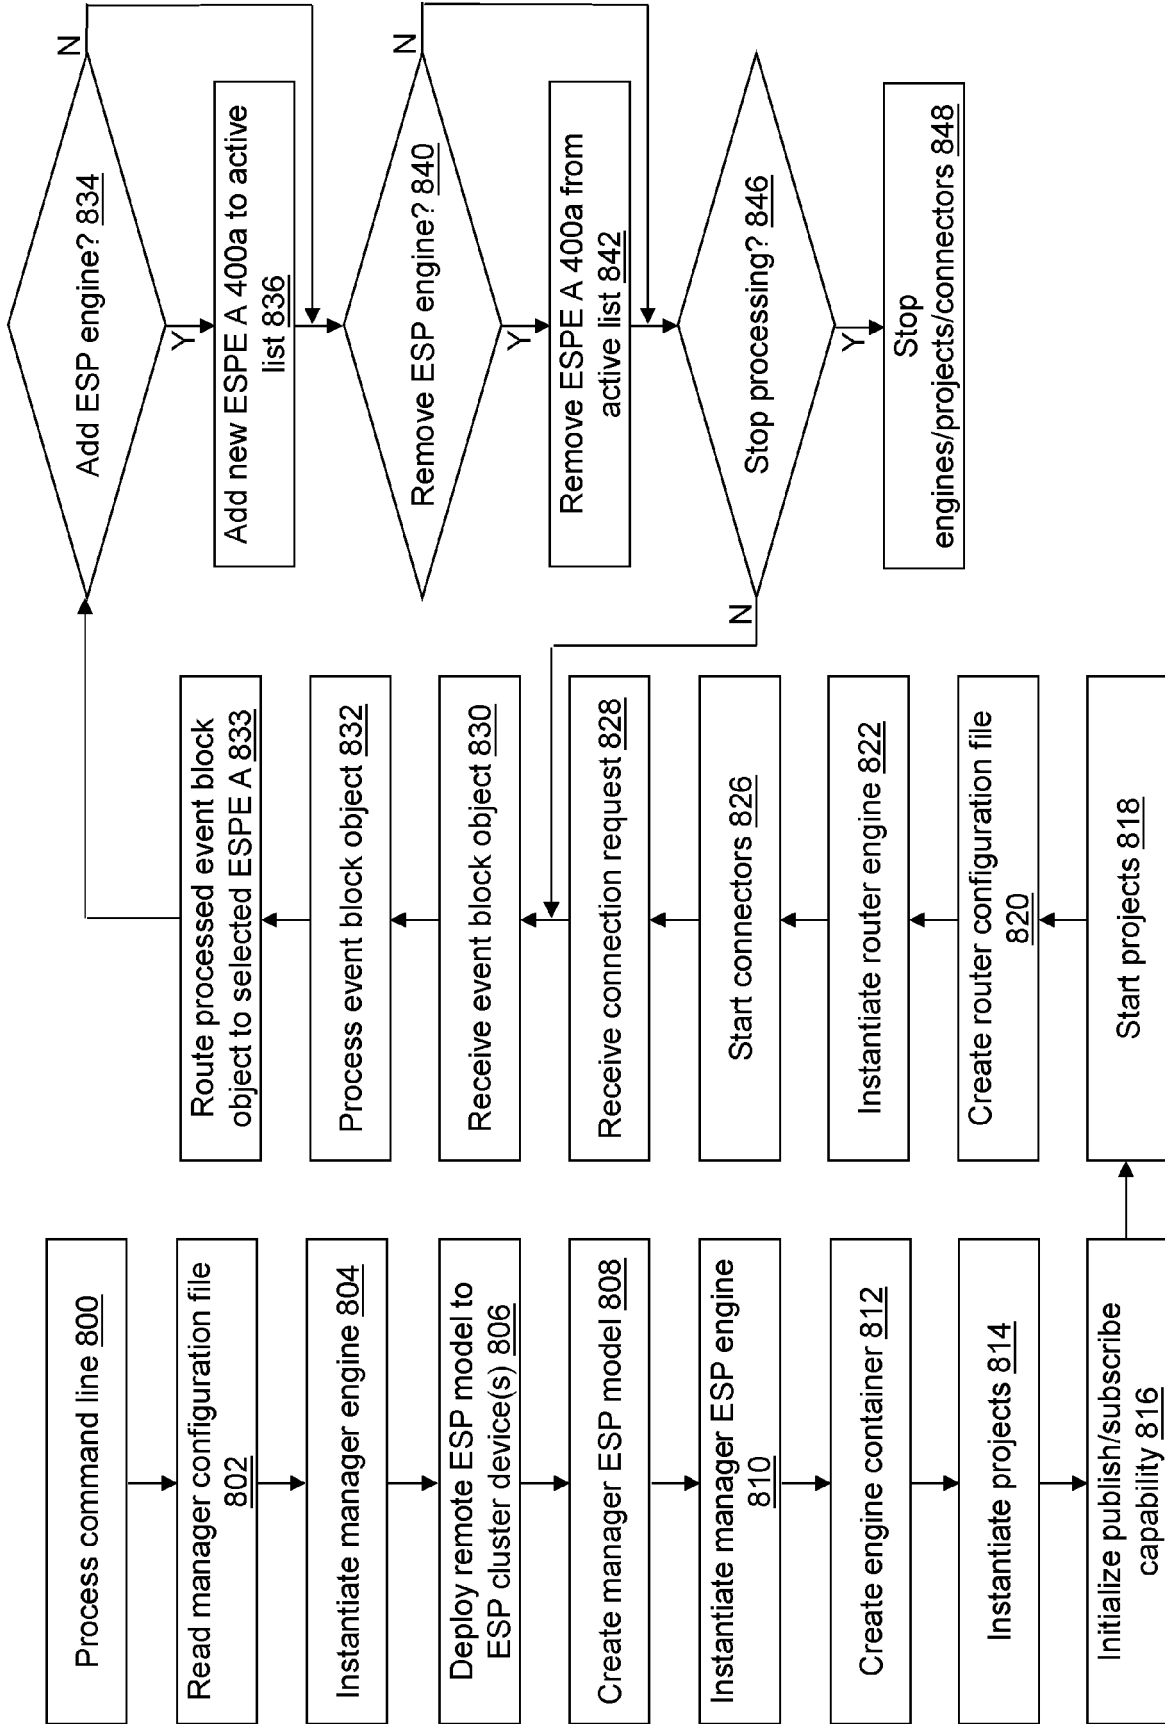 Process command line 800
Read manager configuration file
802
Instantiate manager engine 804
Deploy remote ESP model to
ESP cluster device(s) 806
Create manager ESP model 808
Instantiate manager ESP engine
810
Create engine container 812
Instantiate projects 814
Initialize publish/subscribe
capability 816
Start projects 818
Create router configuration file
820
Instantiate router engine 822
Start connectors 826
Receive connection request 828
Receive event block object 830
Process event block object 832
Route processed event block
object to selected ESPE A 833
Add ESP engine? 834
N
Y
Add new ESPE A 400a to active
list 836
Remove ESP engine? 840
N
Y
Remove ESPE A 400a from
active list 842
Stop processing? 846
N
Y
Stop
engines/projects/connectors 848